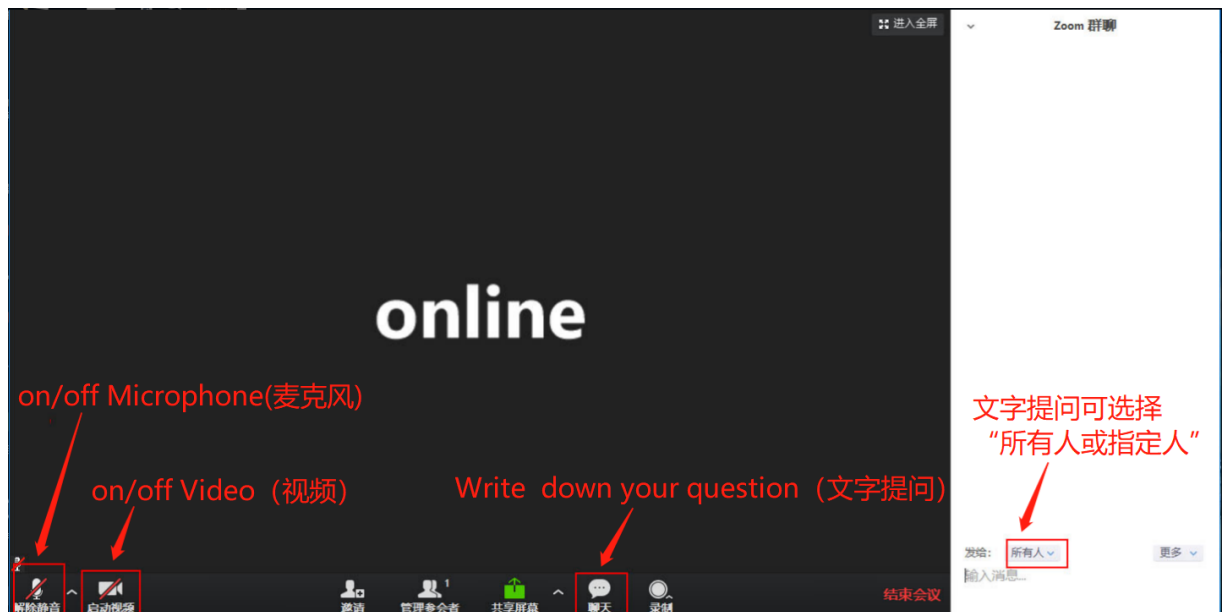 进入全屏
Zoom 群聊
online
on/off Microphone(麦克风)
文字提问可选择
“所有人或指定人”
on/off Video（视频）
Write down your question（文字提问）
发给：
所有人
更多
输入消息...
解除静音
启动视频
邀请
1
管理参会者
共享屏幕
聊天
录制
结束会议